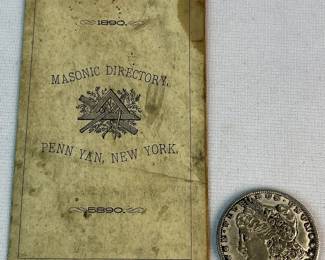 1890.
MASONIC DIRECTORY,
PENN YAN, NEW YORK.
5890.